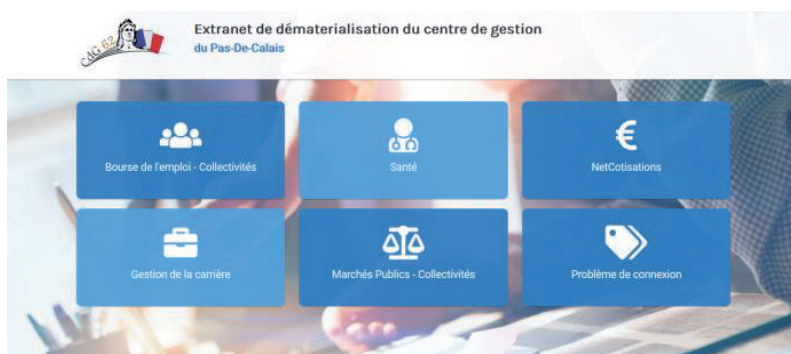 CdG 62
Extranet de dématerialisation du centre de gestion
du Pas-De-Calais
Bourse de l'emploi - Collectivités
Santé
NetCotisations
Gestion de la carrière
Marchés Publics - Collectivités
Problème de connexion